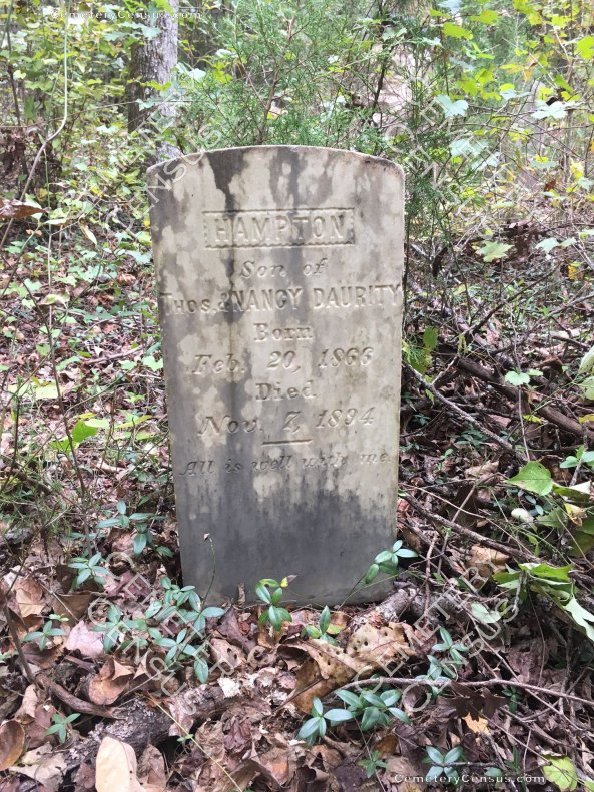 HAMPTON
Son of
THOS. & NANCY DAURITY
Born
Feb. 20, 1866
Died
Nov. 7, 1894
All is well with me.
CemeteryCensus.com